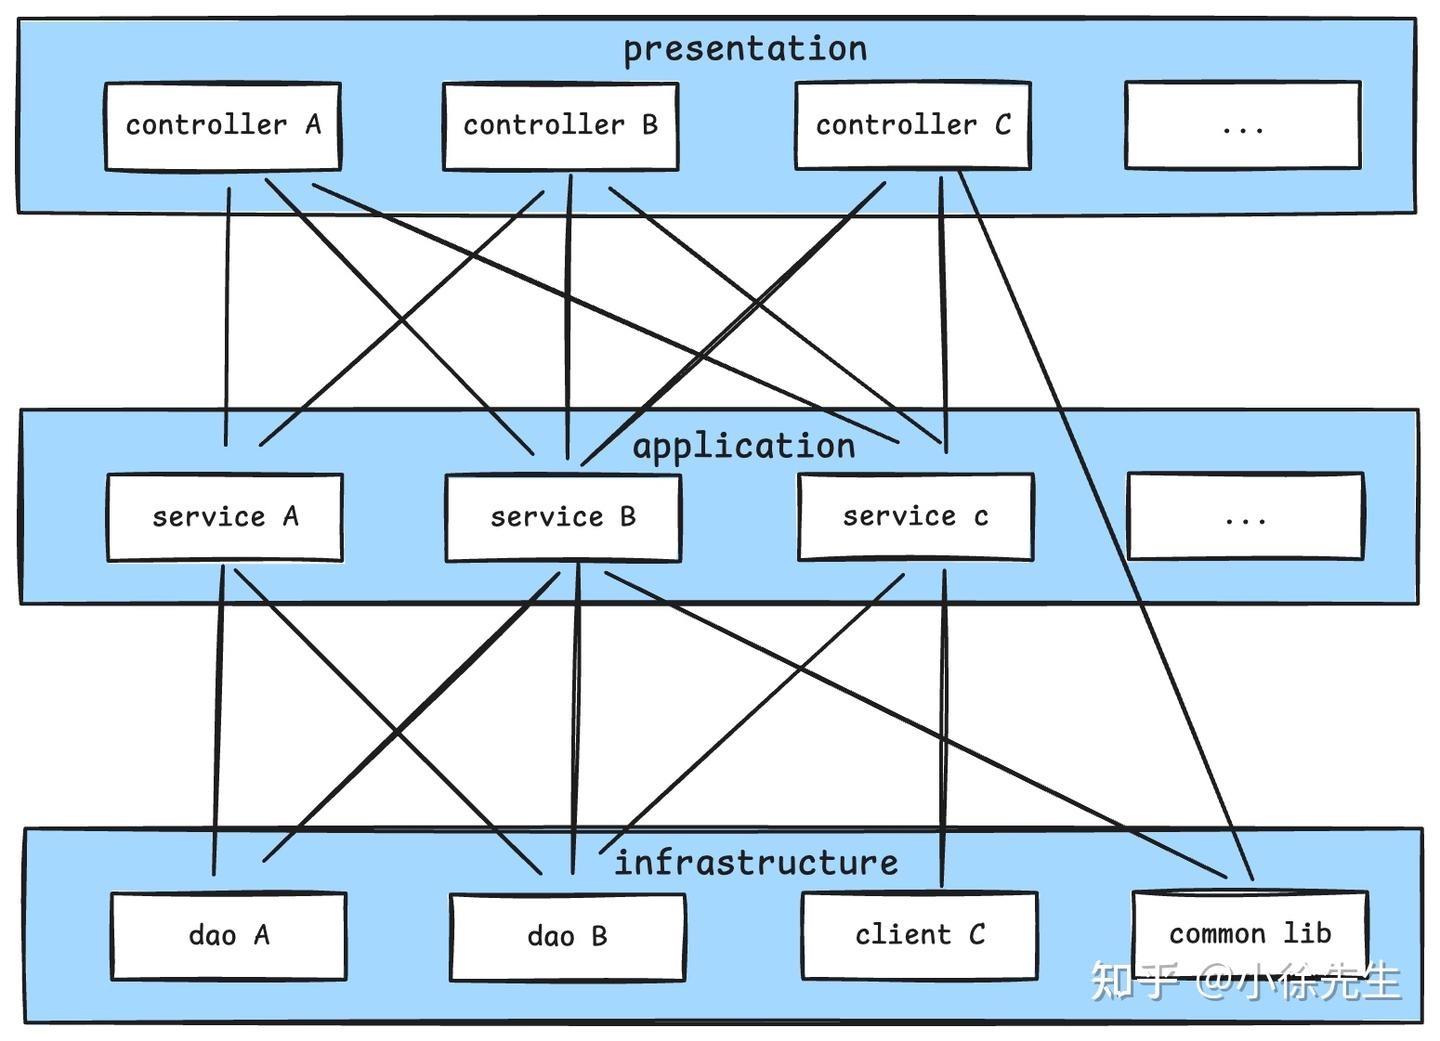 presentation
controller A
controller B
controller C
...
application
service A
service B
service c
...
infrastructure
dao A
dao B
client C
common lib
知乎 @小徐先生